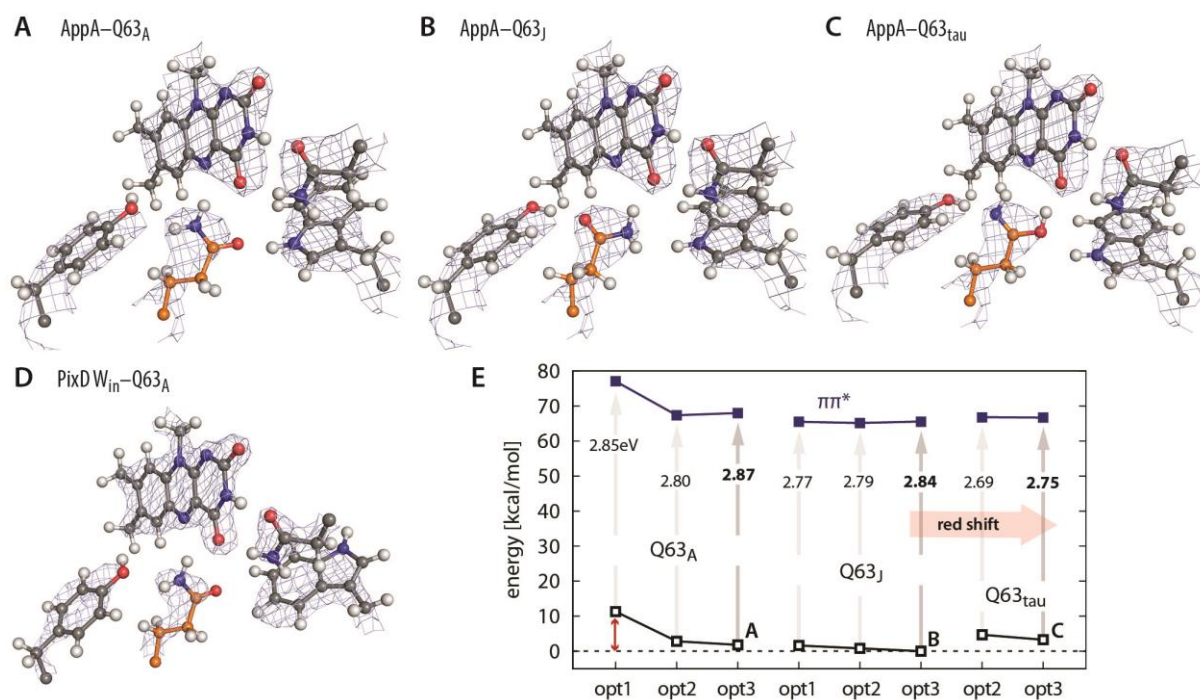 A AppA–Q63A
B AppA–Q63J
C AppA–Q63tau
D PixD Win–Q63A
E
energy [kcal/mol]
80
70
60
50
40
30
20
10
0
ππ*
2.85eV
2.80
2.87
2.77
2.79
2.84
2.69
2.75
red shift
Q63A
Q63J
Q63tau
A
B
C
opt1 opt2 opt3 opt1 opt2 opt3 opt2 opt3